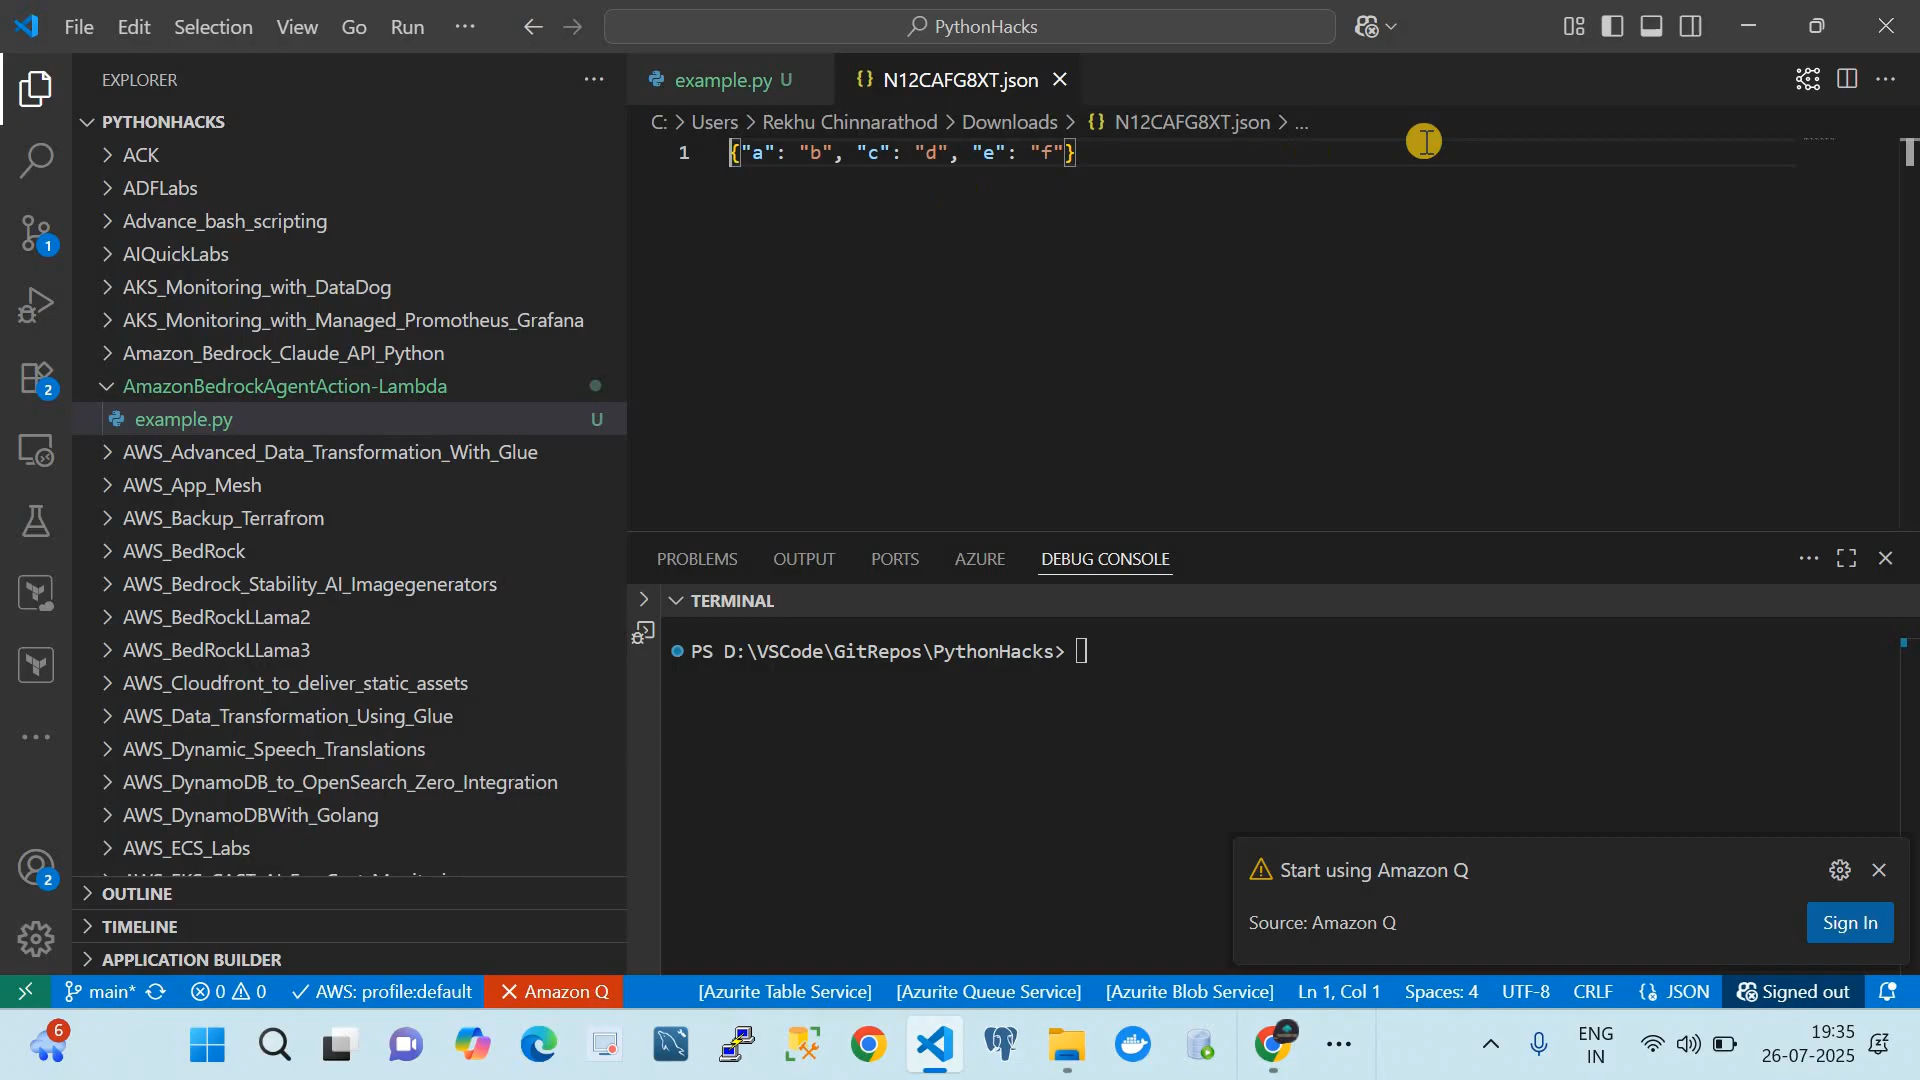 File Edit Selection View Go Run ··· PythonHacks
EXPLORER
PYTHONHACKS
ACK
ADFLabs
Advance_bash_scripting
AIQuickLabs
AKS_Monitoring_with_DataDog
AKS_Monitoring_with_Managed_Promotheus_Grafana
Amazon_Bedrock_Claude_API_Python
AmazonBedrockAgentAction-Lambda
example.py U
AWS_Advanced_Data_Transformation_With_Glue
AWS_App_Mesh
AWS_Backup_Terrafrom
AWS_BedRock
AWS_Bedrock_Stability_AI_Imagegenerators
AWS_BedRockLLama2
AWS_BedRockLLama3
AWS_Cloudfront_to_deliver_static_assets
AWS_Data_Transformation_Using_Glue
AWS_Dynamic_Speech_Translations
AWS_DynamoDB_to_OpenSearch_Zero_Integration
AWS_DynamoDBWith_Golang
AWS_ECS_Labs
OUTLINE
TIMELINE
APPLICATION BUILDER
1
2
2
example.py U {} N12CAFG8XT.json
C: > Users > Rekhu Chinnarathod > Downloads > {} N12CAFG8XT.json > ...
1 {"a": "b", "c": "d", "e": "f"}
PROBLEMS OUTPUT PORTS AZURE DEBUG CONSOLE
TERMINAL
PS D:\VSCode\GitRepos\PythonHacks>
Start using Amazon Q
Source: Amazon Q Sign In
main* 0 0 AWS: profile:default Amazon Q [Azurite Table Service] [Azurite Queue Service] [Azurite Blob Service] Ln 1, Col 1 Spaces: 4 UTF-8 CRLF {} JSON Signed out
6
ENG
IN
19:35
26-07-2025